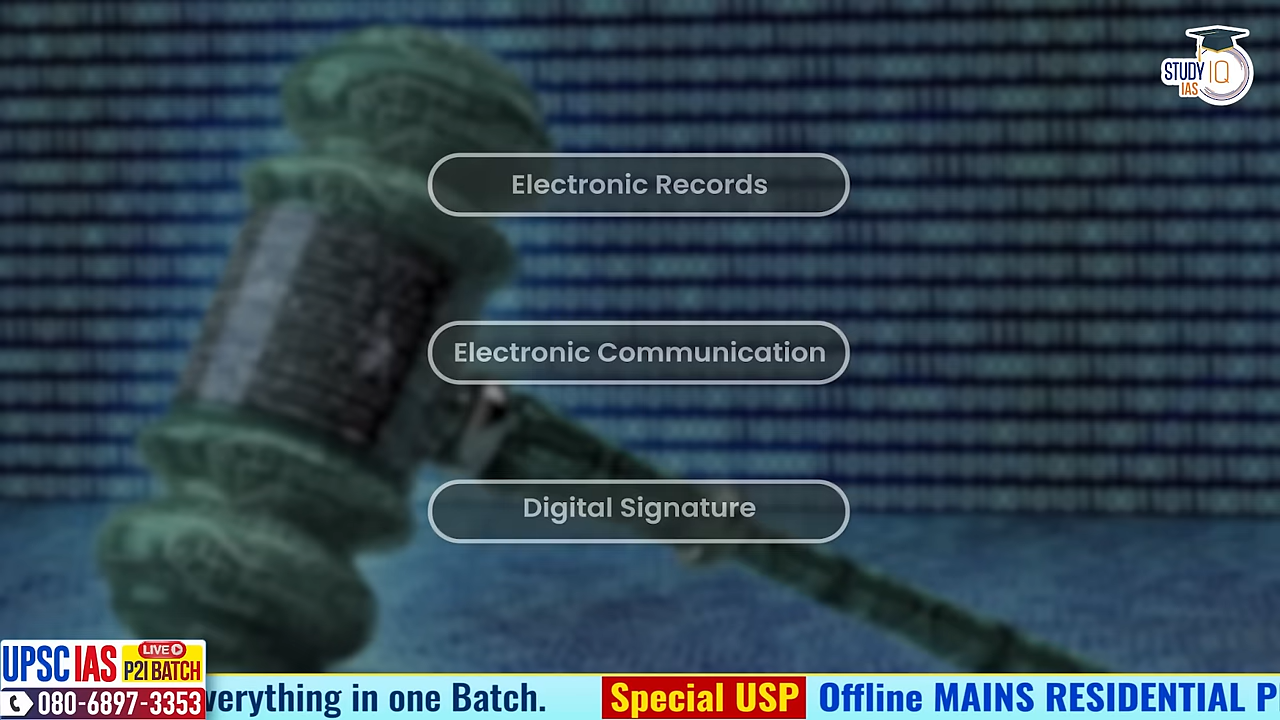 STUDY IQ
IAS
Electronic Records
Electronic Communication
Digital Signature
UPSC IAS
LIVE
P2I BATCH
080-6897-3353
verything in one Batch.
Special USP
Offline MAINS RESIDENTIAL P